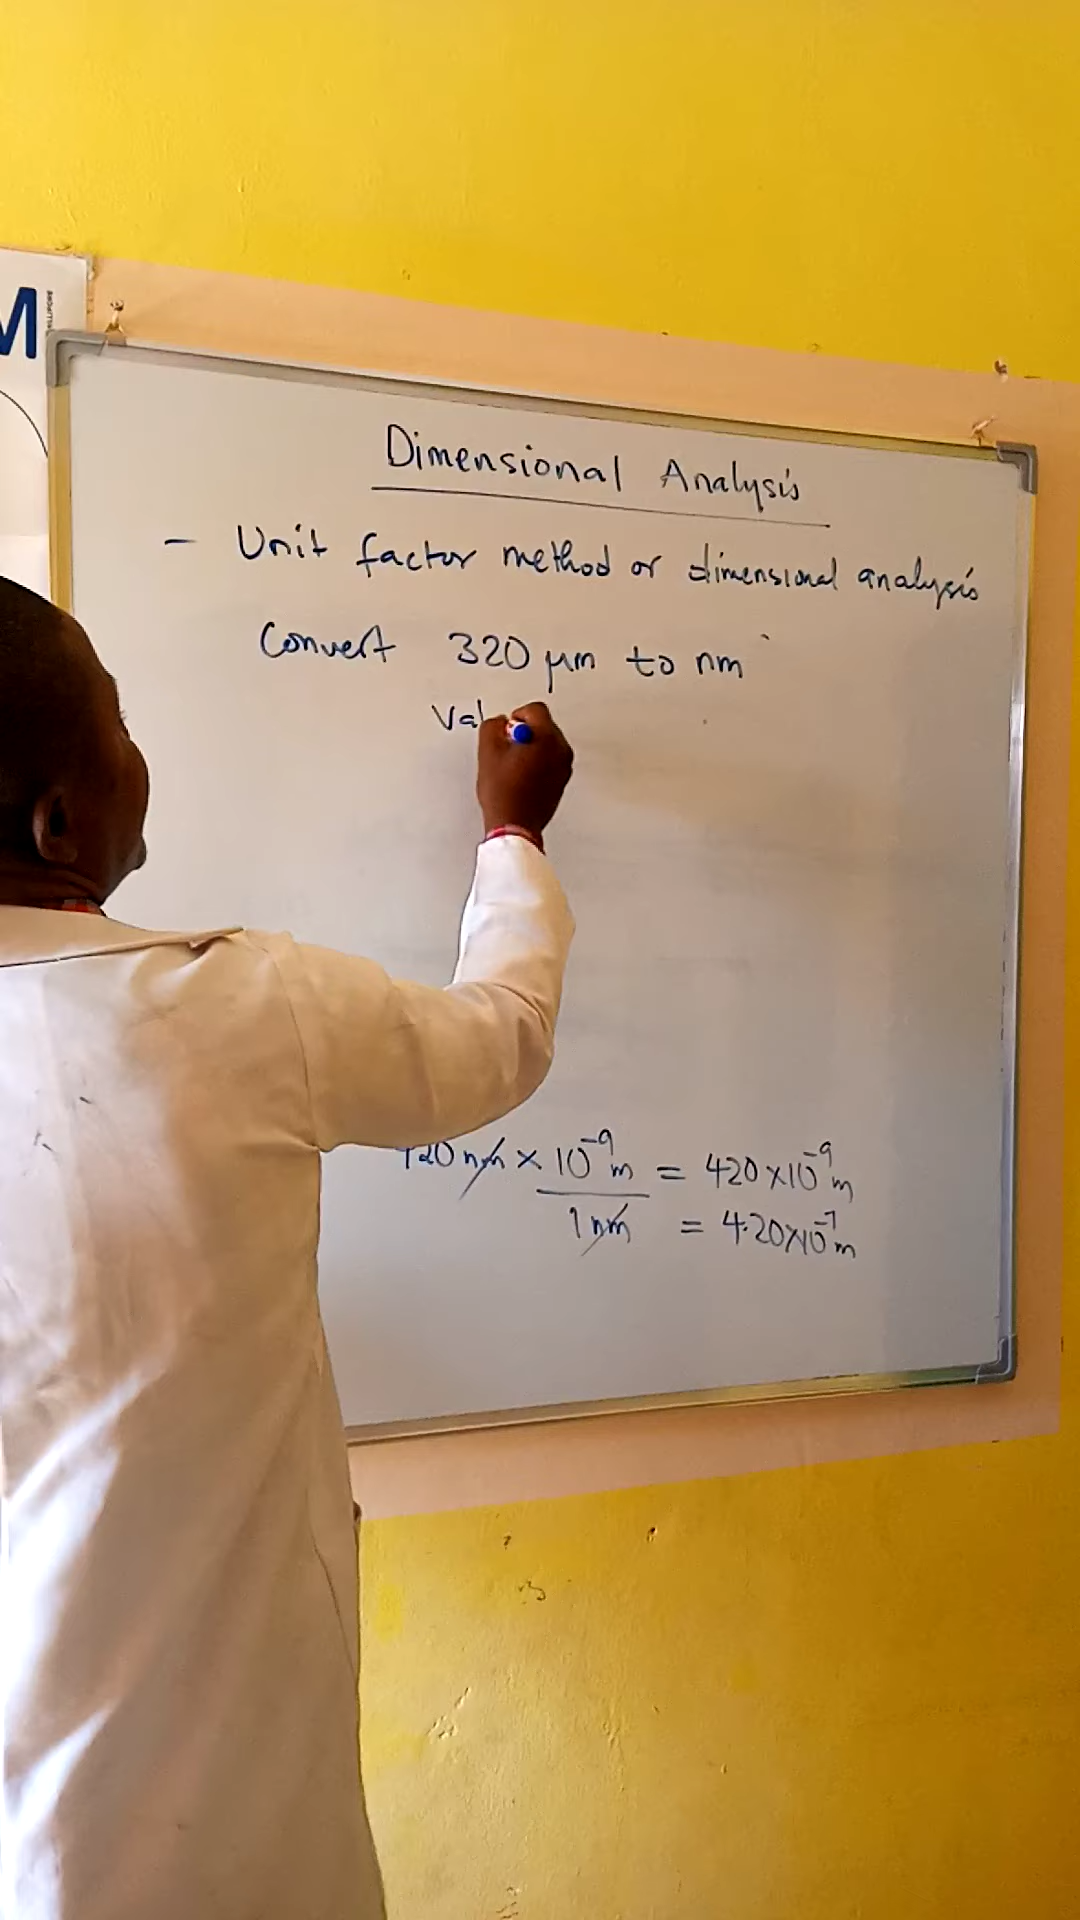 M
Dimensional Analysis
- Unit factor method or dimensional analysis
Convert 320 μm to nm
Val
420 nm × 10⁻⁹ m / 1 nm = 420 × 10⁻⁹ m
= 4.20 × 10⁻⁷ m